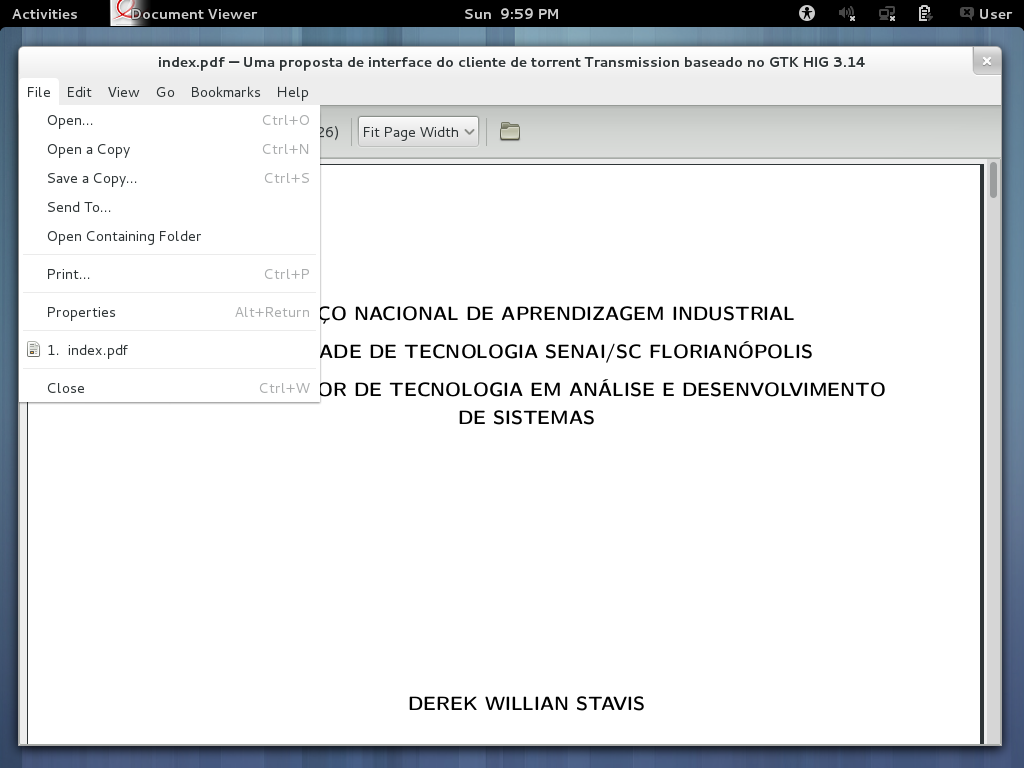 Activities Document Viewer Sun 9:59 PM User
index.pdf — Uma proposta de interface do cliente de torrent Transmission baseado no GTK HIG 3.14
File Edit View Go Bookmarks Help
26) Fit Page Width
Open... Ctrl+O
Open a Copy Ctrl+N
Save a Copy... Ctrl+S
Send To...
Open Containing Folder
Print... Ctrl+P
Properties Alt+Return
1. index.pdf
Close Ctrl+W
ÇO NACIONAL DE APRENDIZAGEM INDUSTRIAL
ADE DE TECNOLOGIA SENAI/SC FLORIANÓPOLIS
OR DE TECNOLOGIA EM ANÁLISE E DESENVOLVIMENTO
DE SISTEMAS
DEREK WILLIAN STAVIS